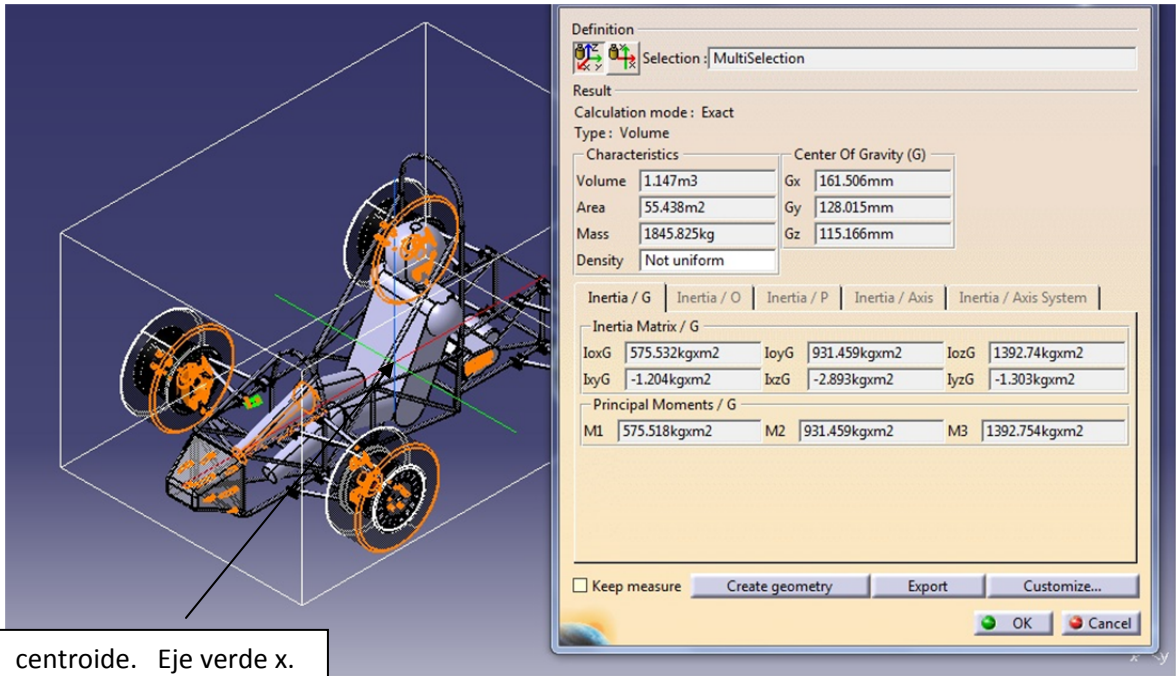 Definition
Selection : MultiSelection
Result
Calculation mode : Exact
Type : Volume
Characteristics
Center Of Gravity (G)
Volume 1.147m3 Gx 161.506mm
Area 55.438m2 Gy 128.015mm
Mass 1845.825kg Gz 115.166mm
Density Not uniform
Inertia / G Inertia / O Inertia / P Inertia / Axis Inertia / Axis System
Inertia Matrix / G
IoxG 575.532kgxm2 IoyG 931.459kgxm2 IozG 1392.74kgxm2
IxyG -1.204kgxm2 IxzG -2.893kgxm2 IyzG -1.303kgxm2
Principal Moments / G
M1 575.518kgxm2 M2 931.459kgxm2 M3 1392.754kgxm2
Keep measure Create geometry Export Customize...
OK Cancel
centroide. Eje verde x.
x y